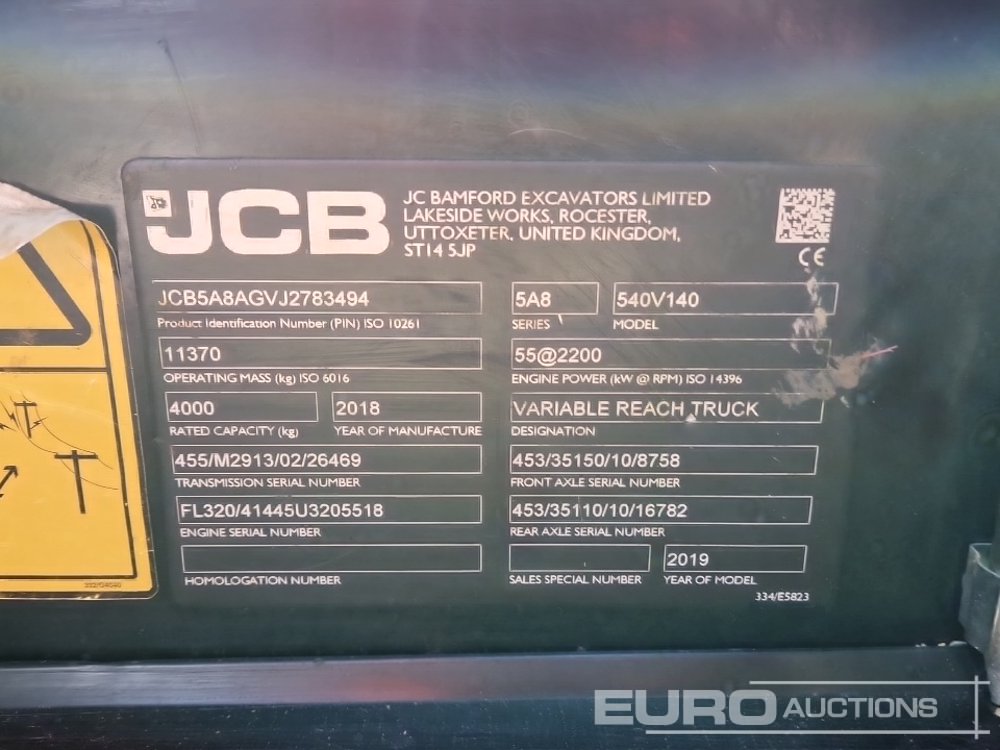 JCB
JC BAMFORD EXCAVATORS LIMITED
LAKESIDE WORKS, ROCESTER,
UTTOXETER, UNITED KINGDOM,
ST14 5JP
CE
JCB5A8AGVJ2783494
Product Identification Number (PIN) ISO 10261
5A8
SERIES
540V140
MODEL
11370
OPERATING MASS (kg) ISO 6016
55@2200
ENGINE POWER (kW @ RPM) ISO 14396
4000
RATED CAPACITY (kg)
2018
YEAR OF MANUFACTURE
VARIABLE REACH TRUCK
DESIGNATION
455/M2913/02/26469
TRANSMISSION SERIAL NUMBER
453/35150/10/8758
FRONT AXLE SERIAL NUMBER
FL320/41445U3205518
ENGINE SERIAL NUMBER
453/35110/10/16782
REAR AXLE SERIAL NUMBER
HOMOLOGATION NUMBER
SALES SPECIAL NUMBER
2019
YEAR OF MODEL
334/E5823
EURO AUCTIONS